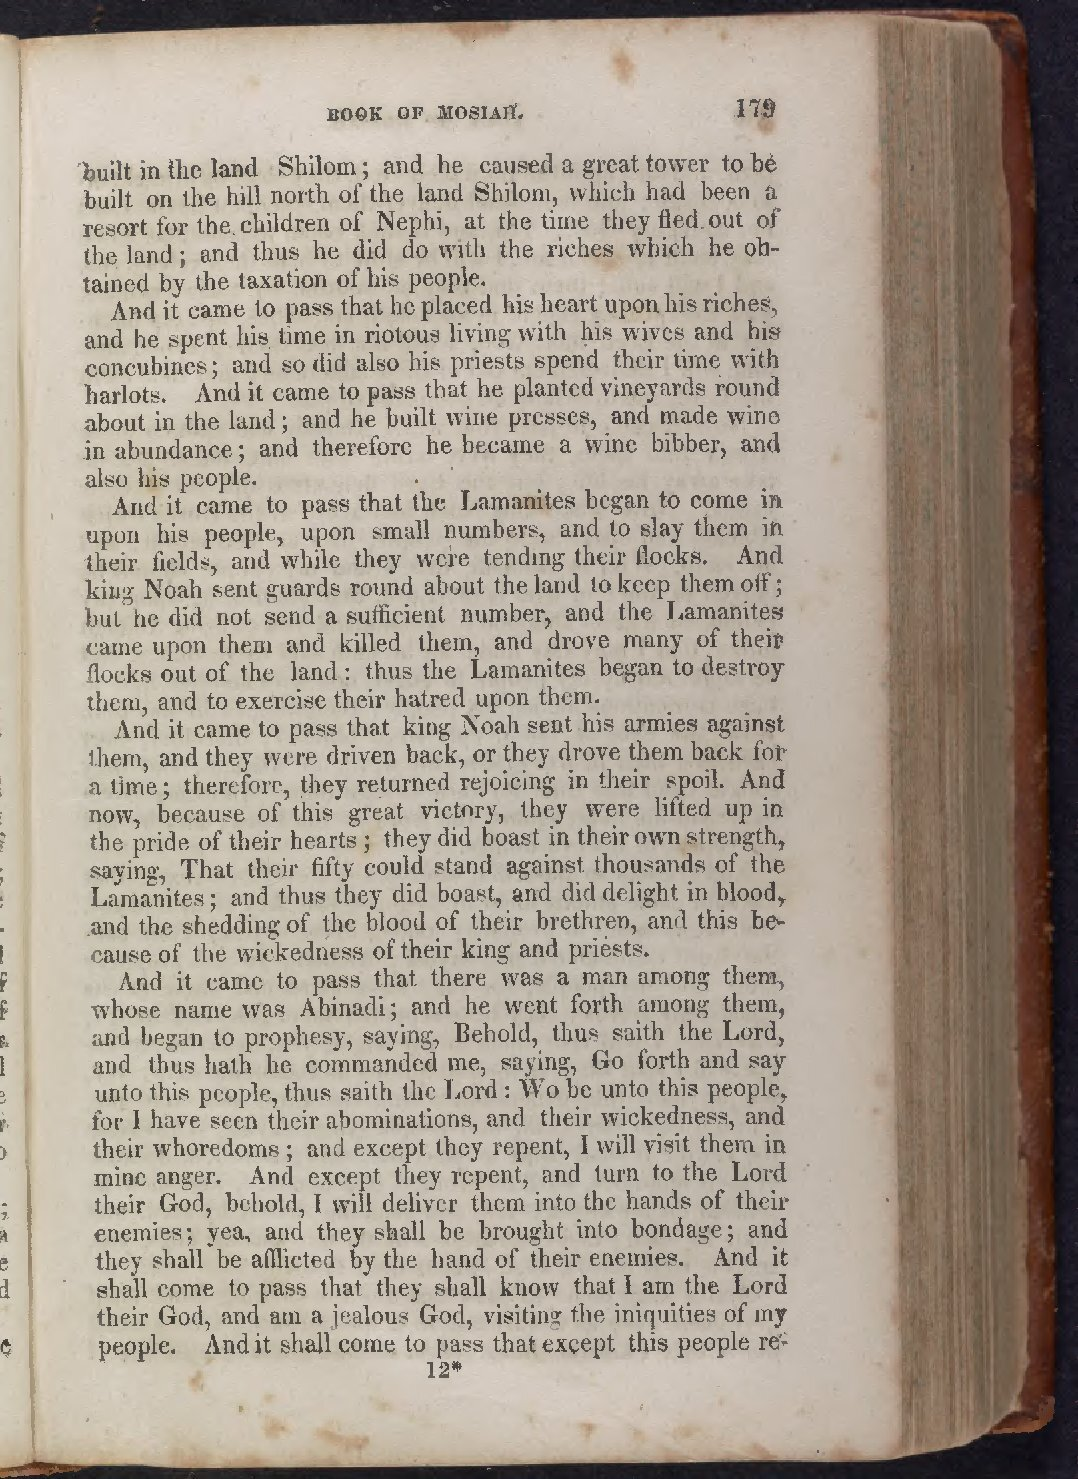 BOOK OF MOSIAH. 179
built in the land Shilom; and he caused a great tower to be
built on the hill north of the land Shilom, which had been a
resort for the children of Nephi, at the time they fled out of
the land; and thus he did do with the riches which he ob-
tained by the taxation of his people.
And it came to pass that he placed his heart upon his riches,
and he spent his time in riotous living with his wives and his
concubines; and so did also his priests spend their time with
harlots. And it came to pass that he planted vineyards round
about in the land; and he built wine presses, and made wine
in abundance; and therefore he became a wine bibber, and
also his people.
And it came to pass that the Lamanites began to come in
upon his people, upon small numbers, and to slay them in
their fields, and while they were tending their flocks. And
king Noah sent guards round about the land to keep them off;
but he did not send a sufficient number, and the Lamanites
came upon them and killed them, and drove many of their
flocks out of the land: thus the Lamanites began to destroy
them, and to exercise their hatred upon them.
And it came to pass that king Noah sent his armies against
them, and they were driven back, or they drove them back for
a time; therefore, they returned rejoicing in their spoil. And
now, because of this great victory, they were lifted up in
the pride of their hearts; they did boast in their own strength,
saying, That their fifty could stand against thousands of the
Lamanites; and thus they did boast, and did delight in blood,
and the shedding of the blood of their brethren, and this be-
cause of the wickedness of their king and priests.
And it came to pass that there was a man among them,
whose name was Abinadi; and he went forth among them,
and began to prophesy, saying, Behold, thus saith the Lord,
and thus hath he commanded me, saying, Go forth and say
unto this people, thus saith the Lord: Wo be unto this people,
for I have seen their abominations, and their wickedness, and
their whoredoms; and except they repent, I will visit them in
mine anger. And except they repent, and turn to the Lord
their God, behold, I will deliver them into the hands of their
enemies; yea, and they shall be brought into bondage; and
they shall be afflicted by the hand of their enemies. And it
shall come to pass that they shall know that I am the Lord
their God, and am a jealous God, visiting the iniquities of my
people. And it shall come to pass that except this people re-
12*